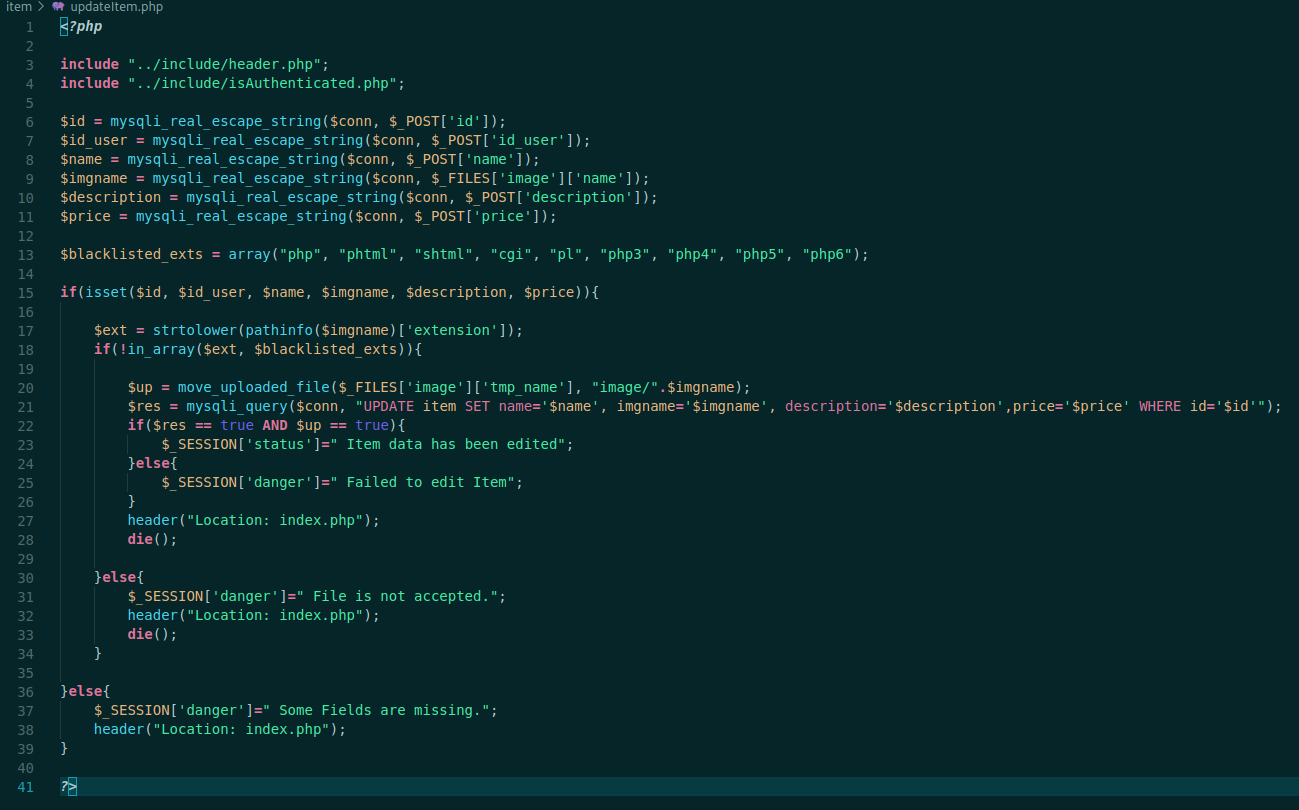 item > updateItem.php
1 <?php
2
3 include "../include/header.php";
4 include "../include/isAuthenticated.php";
5
6 $id = mysqli_real_escape_string($conn, $_POST['id']);
7 $id_user = mysqli_real_escape_string($conn, $_POST['id_user']);
8 $name = mysqli_real_escape_string($conn, $_POST['name']);
9 $imgname = mysqli_real_escape_string($conn, $_FILES['image']['name']);
10 $description = mysqli_real_escape_string($conn, $_POST['description']);
11 $price = mysqli_real_escape_string($conn, $_POST['price']);
12
13 $blacklisted_exts = array("php", "phtml", "shtml", "cgi", "pl", "php3", "php4", "php5", "php6");
14
15 if(isset($id, $id_user, $name, $imgname, $description, $price)){
16
17     $ext = strtolower(pathinfo($imgname)['extension']);
18     if(!in_array($ext, $blacklisted_exts)){
19
20         $up = move_uploaded_file($_FILES['image']['tmp_name'], "image/".$imgname);
21         $res = mysqli_query($conn, "UPDATE item SET name='$name', imgname='$imgname', description='$description',price='$price' WHERE id='$id'");
22         if($res == true AND $up == true){
23             $_SESSION['status']=" Item data has been edited";
24         }else{
25             $_SESSION['danger']=" Failed to edit Item";
26         }
27         header("Location: index.php");
28         die();
29
30     }else{
31         $_SESSION['danger']=" File is not accepted.";
32         header("Location: index.php");
33         die();
34     }
35
36 }else{
37     $_SESSION['danger']=" Some Fields are missing.";
38     header("Location: index.php");
39 }
40
41 ?>